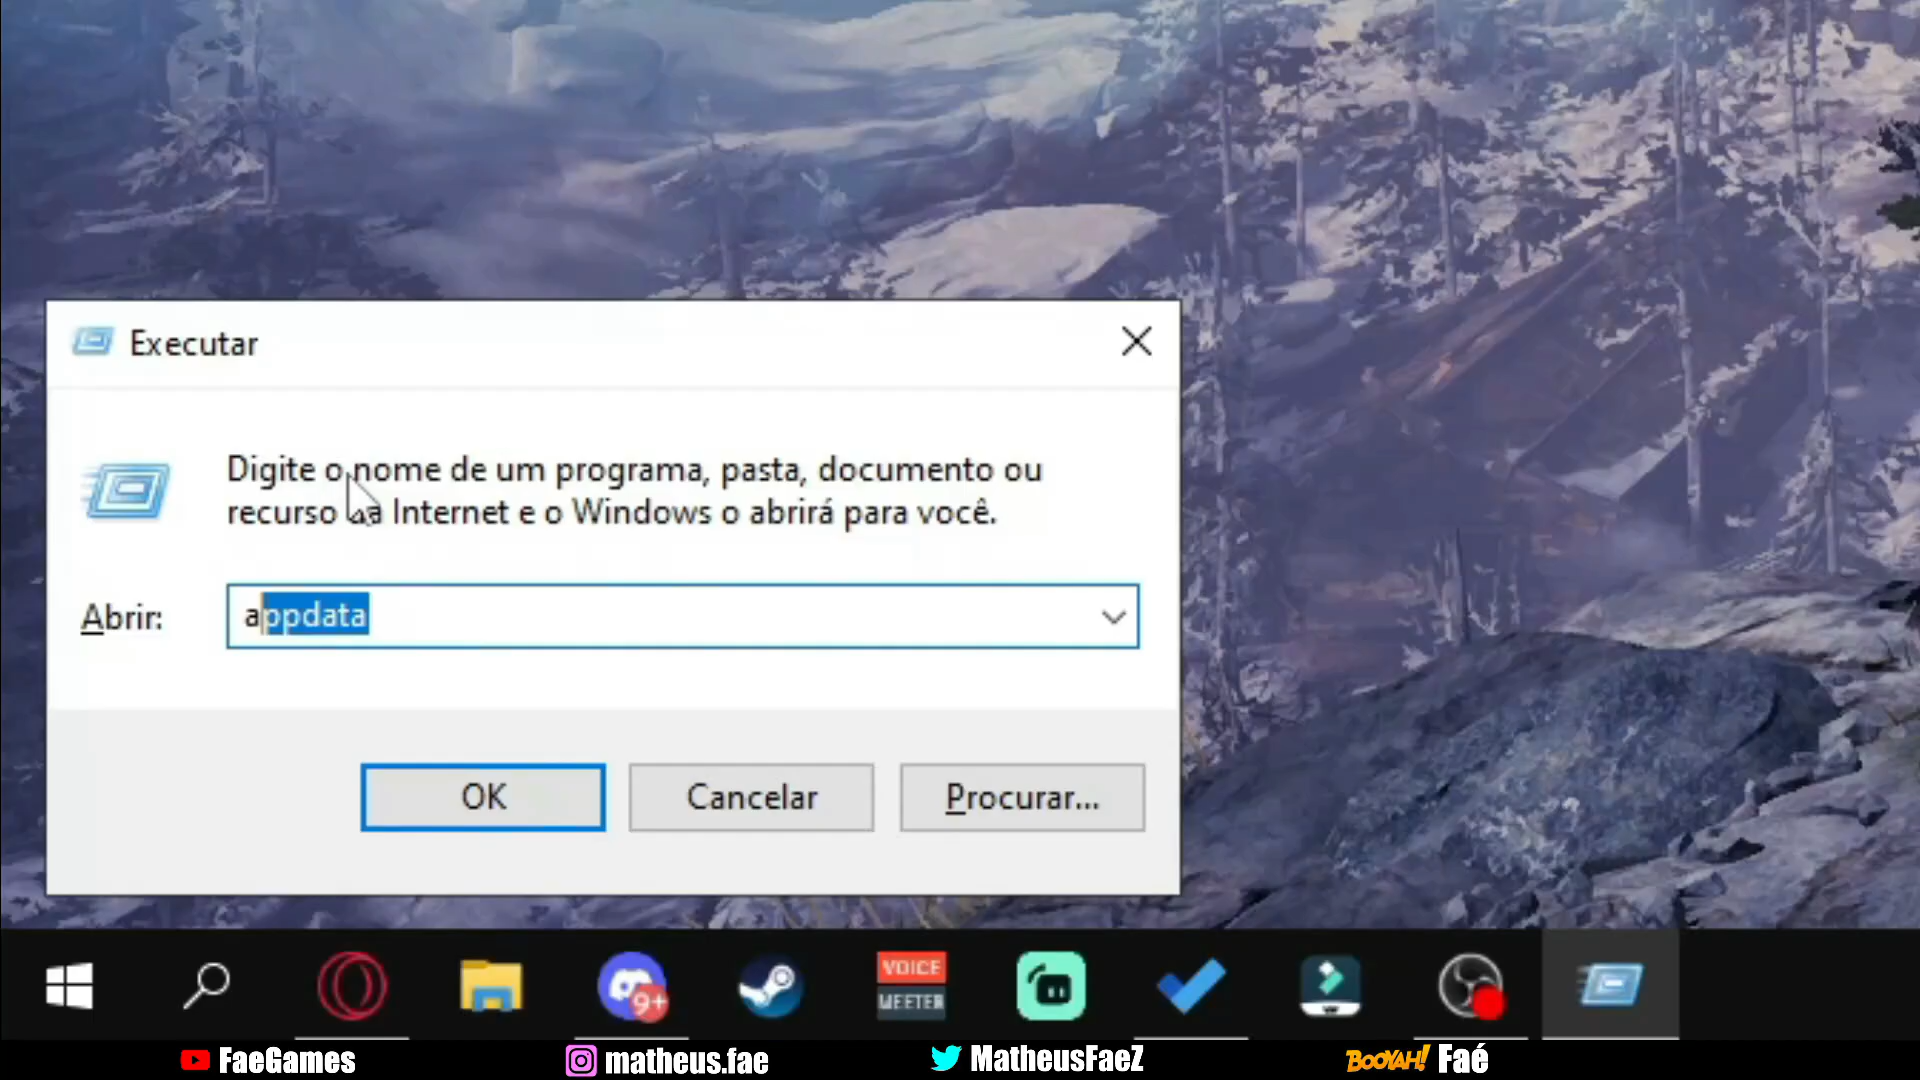 Executar
Digite o nome de um programa, pasta, documento ou
recurso da Internet e o Windows o abrirá para você.
Abrir:
appdata
OK
Cancelar
Procurar...
9+
VOICE
MEETER
FaeGames
matheus.fae
MatheusFaeZ
BOOYAH!
Faé